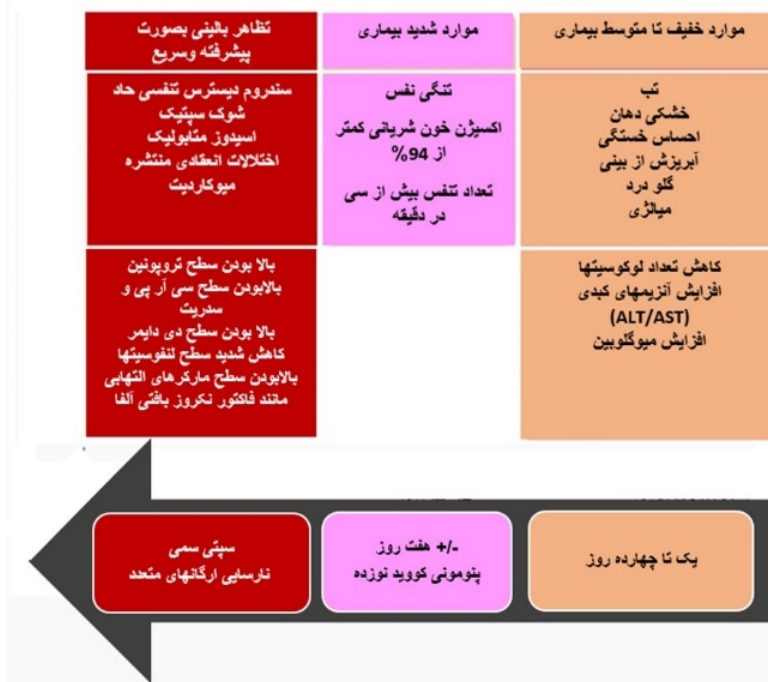 موارد خفیف تا متوسط بیماری
تب
خشکی دهان
احساس خستگی
آبریزش از بینی
گلو درد
میالژی
کاهش تعداد لوکوسیتها
افزایش آنزیمهای کبدی
(ALT/AST)
افزایش میوگلوبین
موارد شدید بیماری
تنگی نفس
اکسیژن خون شریانی کمتر
از 94%
تعداد تنفس بیش از سی
در دقیقه
تظاهر بالینی بصورت
پیشرفته وسریع
سندروم دیسترس تنفسی حاد
شوک سپتیک
اسیدوز متابولیک
اختلالات انعقادی منتشره
میوکاردیت
بالا بودن سطح تروپونین
بالابودن سطح سی آر پی و
سدریت
بالا بودن سطح دی دایمر
کاهش شدید سطح لنفوسیتها
بالابودن سطح مارکرهای التهابی
مانند فاکتور نکروز بافتی آلفا
یک تا چهارده روز
+/- هفت روز
پنومونی کووید نوزده
سپتی سمی
نارسایی ارگانهای متعدد